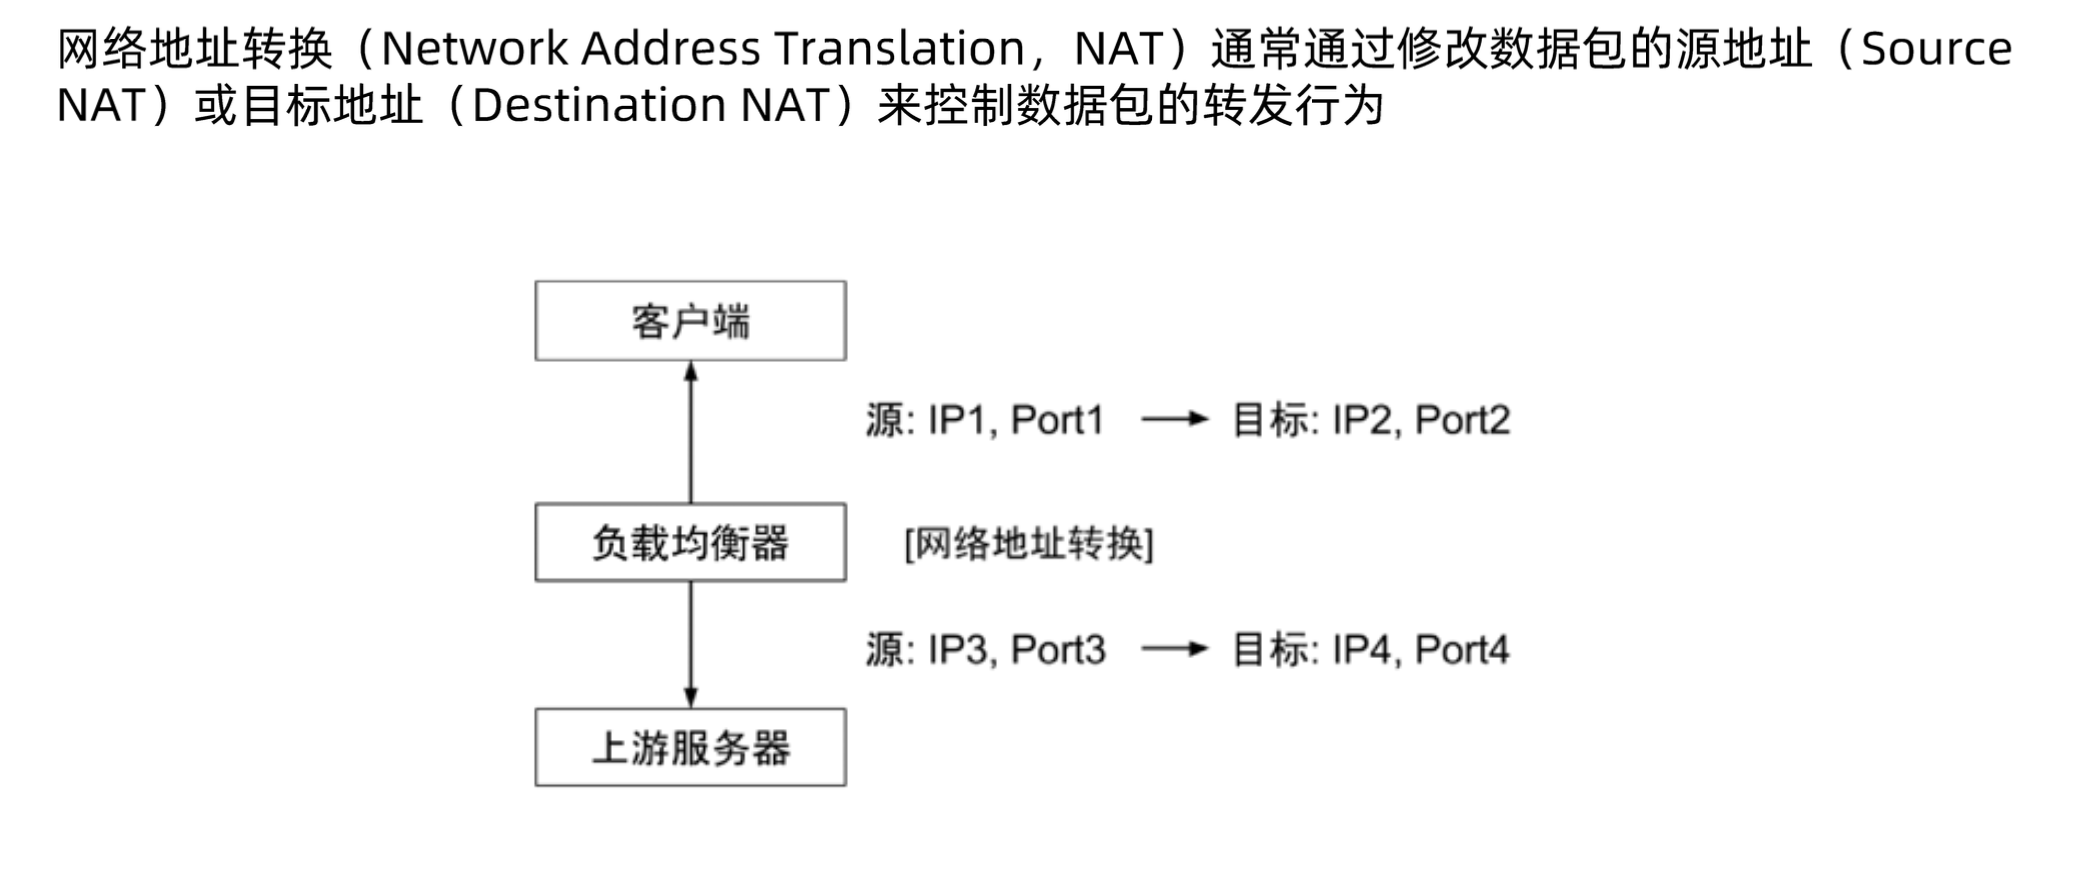 网络地址转换（Network Address Translation，NAT）通常通过修改数据包的源地址（Source
NAT）或目标地址（Destination NAT）来控制数据包的转发行为
客户端
源: IP1, Port1 → 目标: IP2, Port2
负载均衡器 [网络地址转换]
源: IP3, Port3 → 目标: IP4, Port4
上游服务器